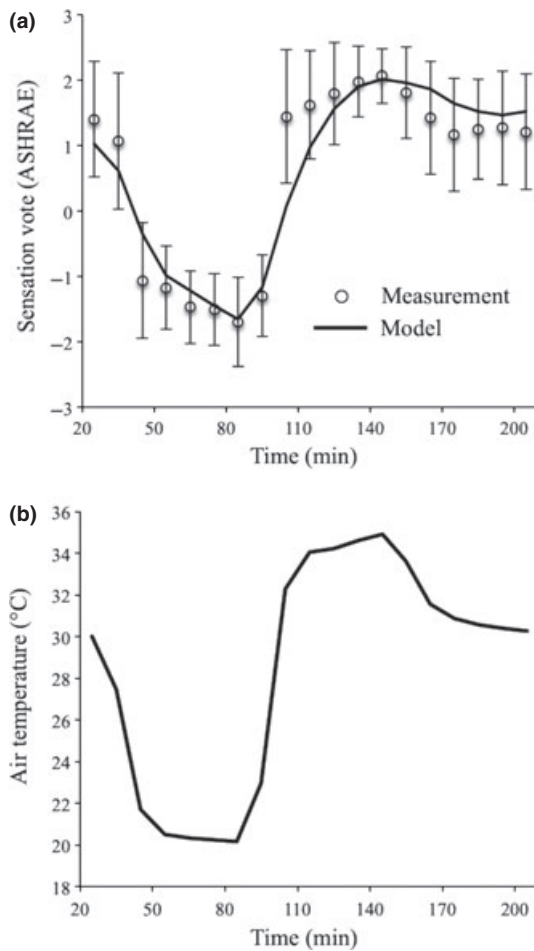 (a)
3
2
1
0
−1
−2
−3
Sensation vote (ASHRAE)
Measurement
Model
20 50 80 110 140 170 200
Time (min)
(b)
36
34
32
30
28
26
24
22
20
18
Air temperature (°C)
20 50 80 110 140 170 200
Time (min)